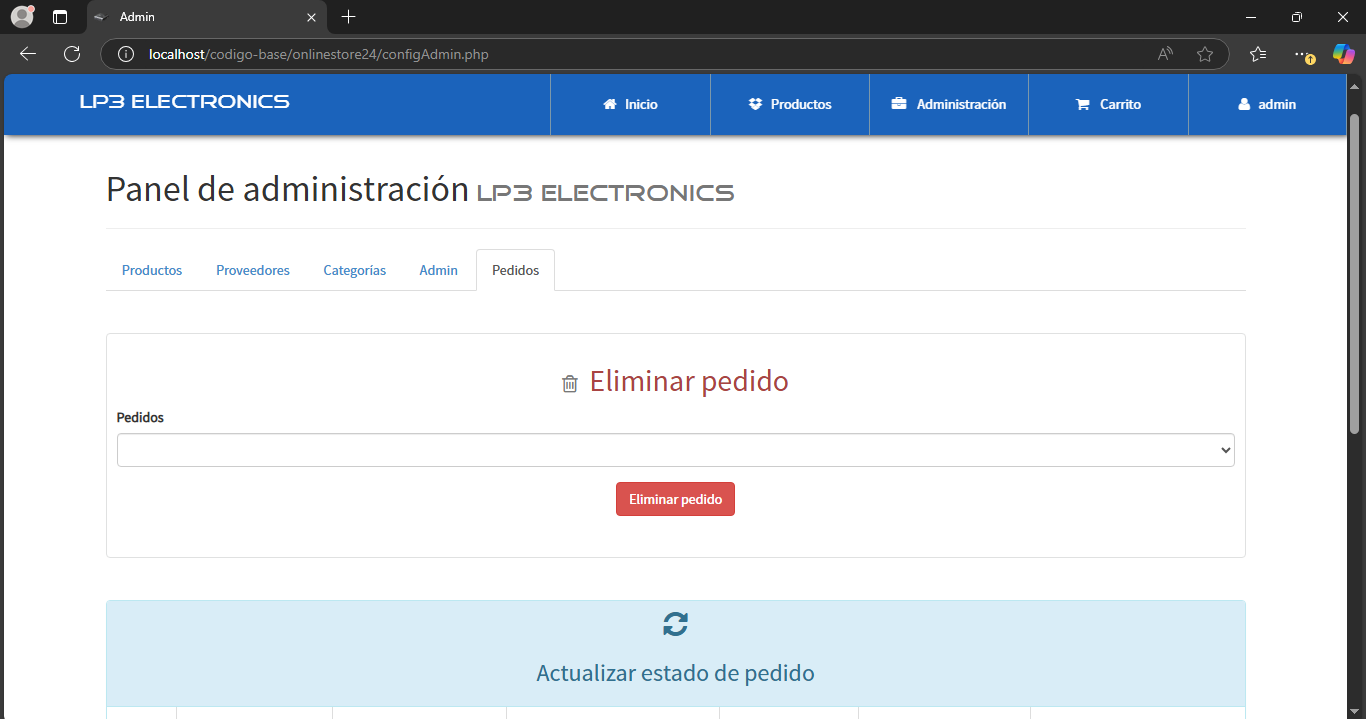 Admin
localhost/codigo-base/onlinestore24/configAdmin.php
LP3 ELECTRONICS
Inicio
Productos
Administración
Carrito
admin
Panel de administración LP3 ELECTRONICS
Productos
Proveedores
Categorías
Admin
Pedidos
Eliminar pedido
Pedidos
Eliminar pedido
Actualizar estado de pedido